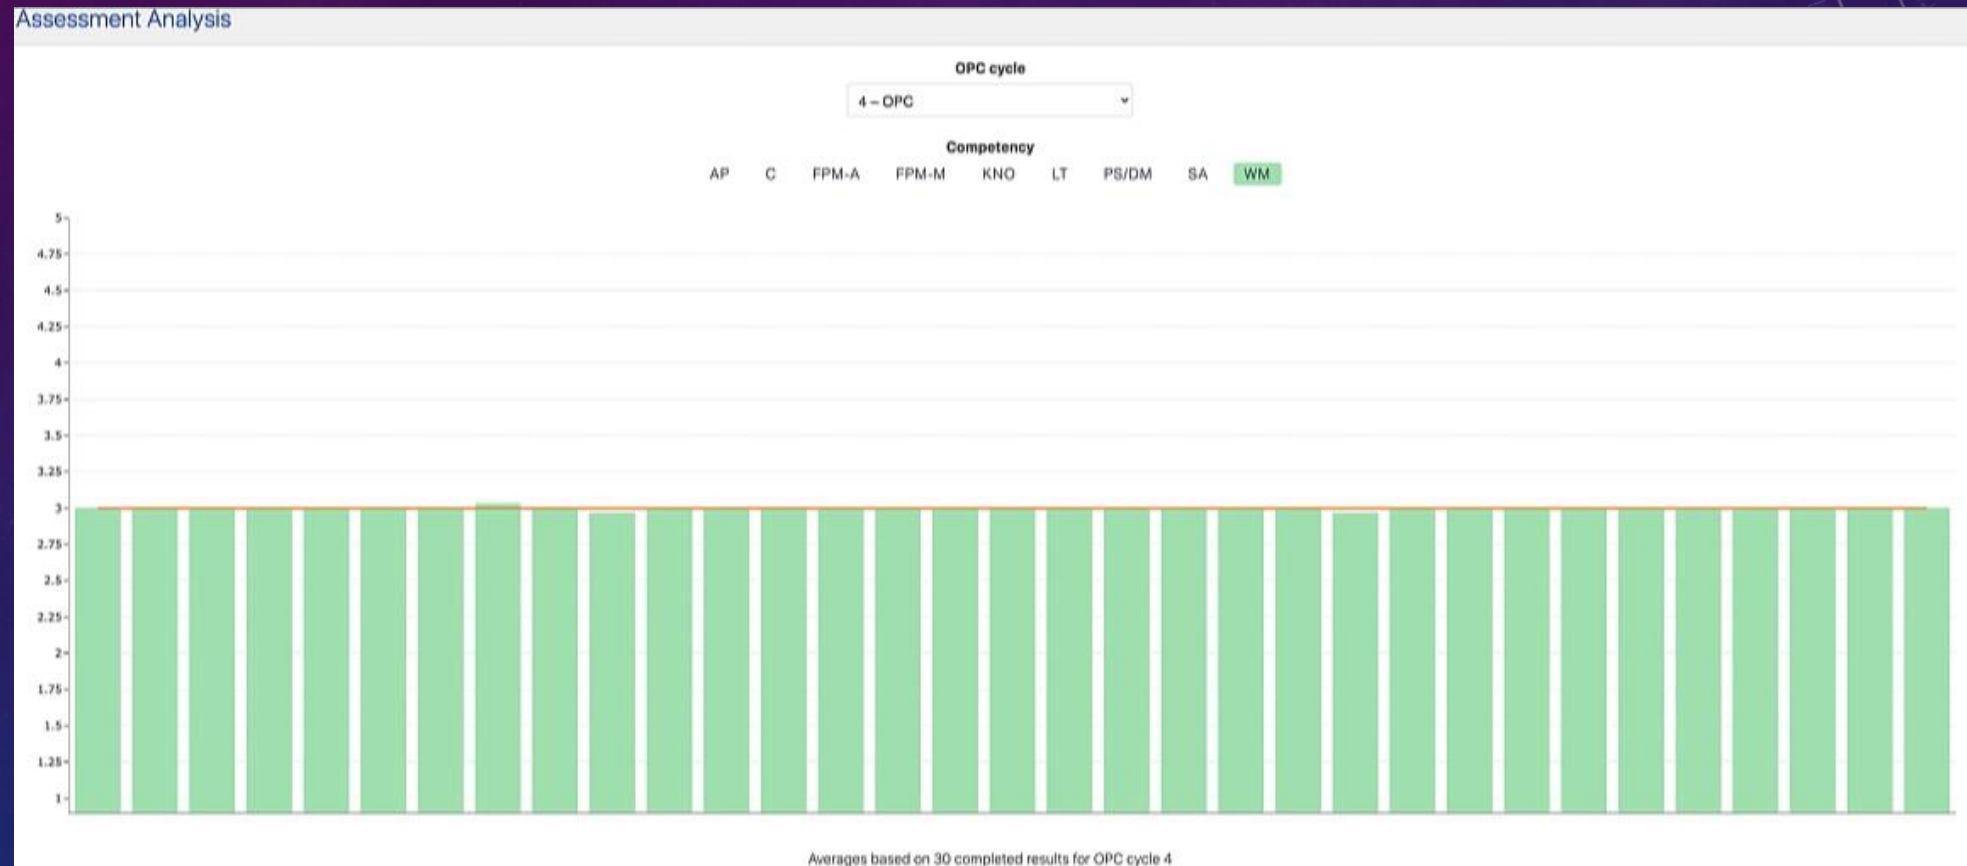 Assessment Analysis
OPC cycle
4 – OPC
Competency
AP C FPM-A FPM-M KNO LT PS/DM SA WM
5
4.75
4.5
4.25
4
3.75
3.5
3.25
3
2.75
2.5
2.25
2
1.75
1.5
1.25
1
Averages based on 30 completed results for OPC cycle 4